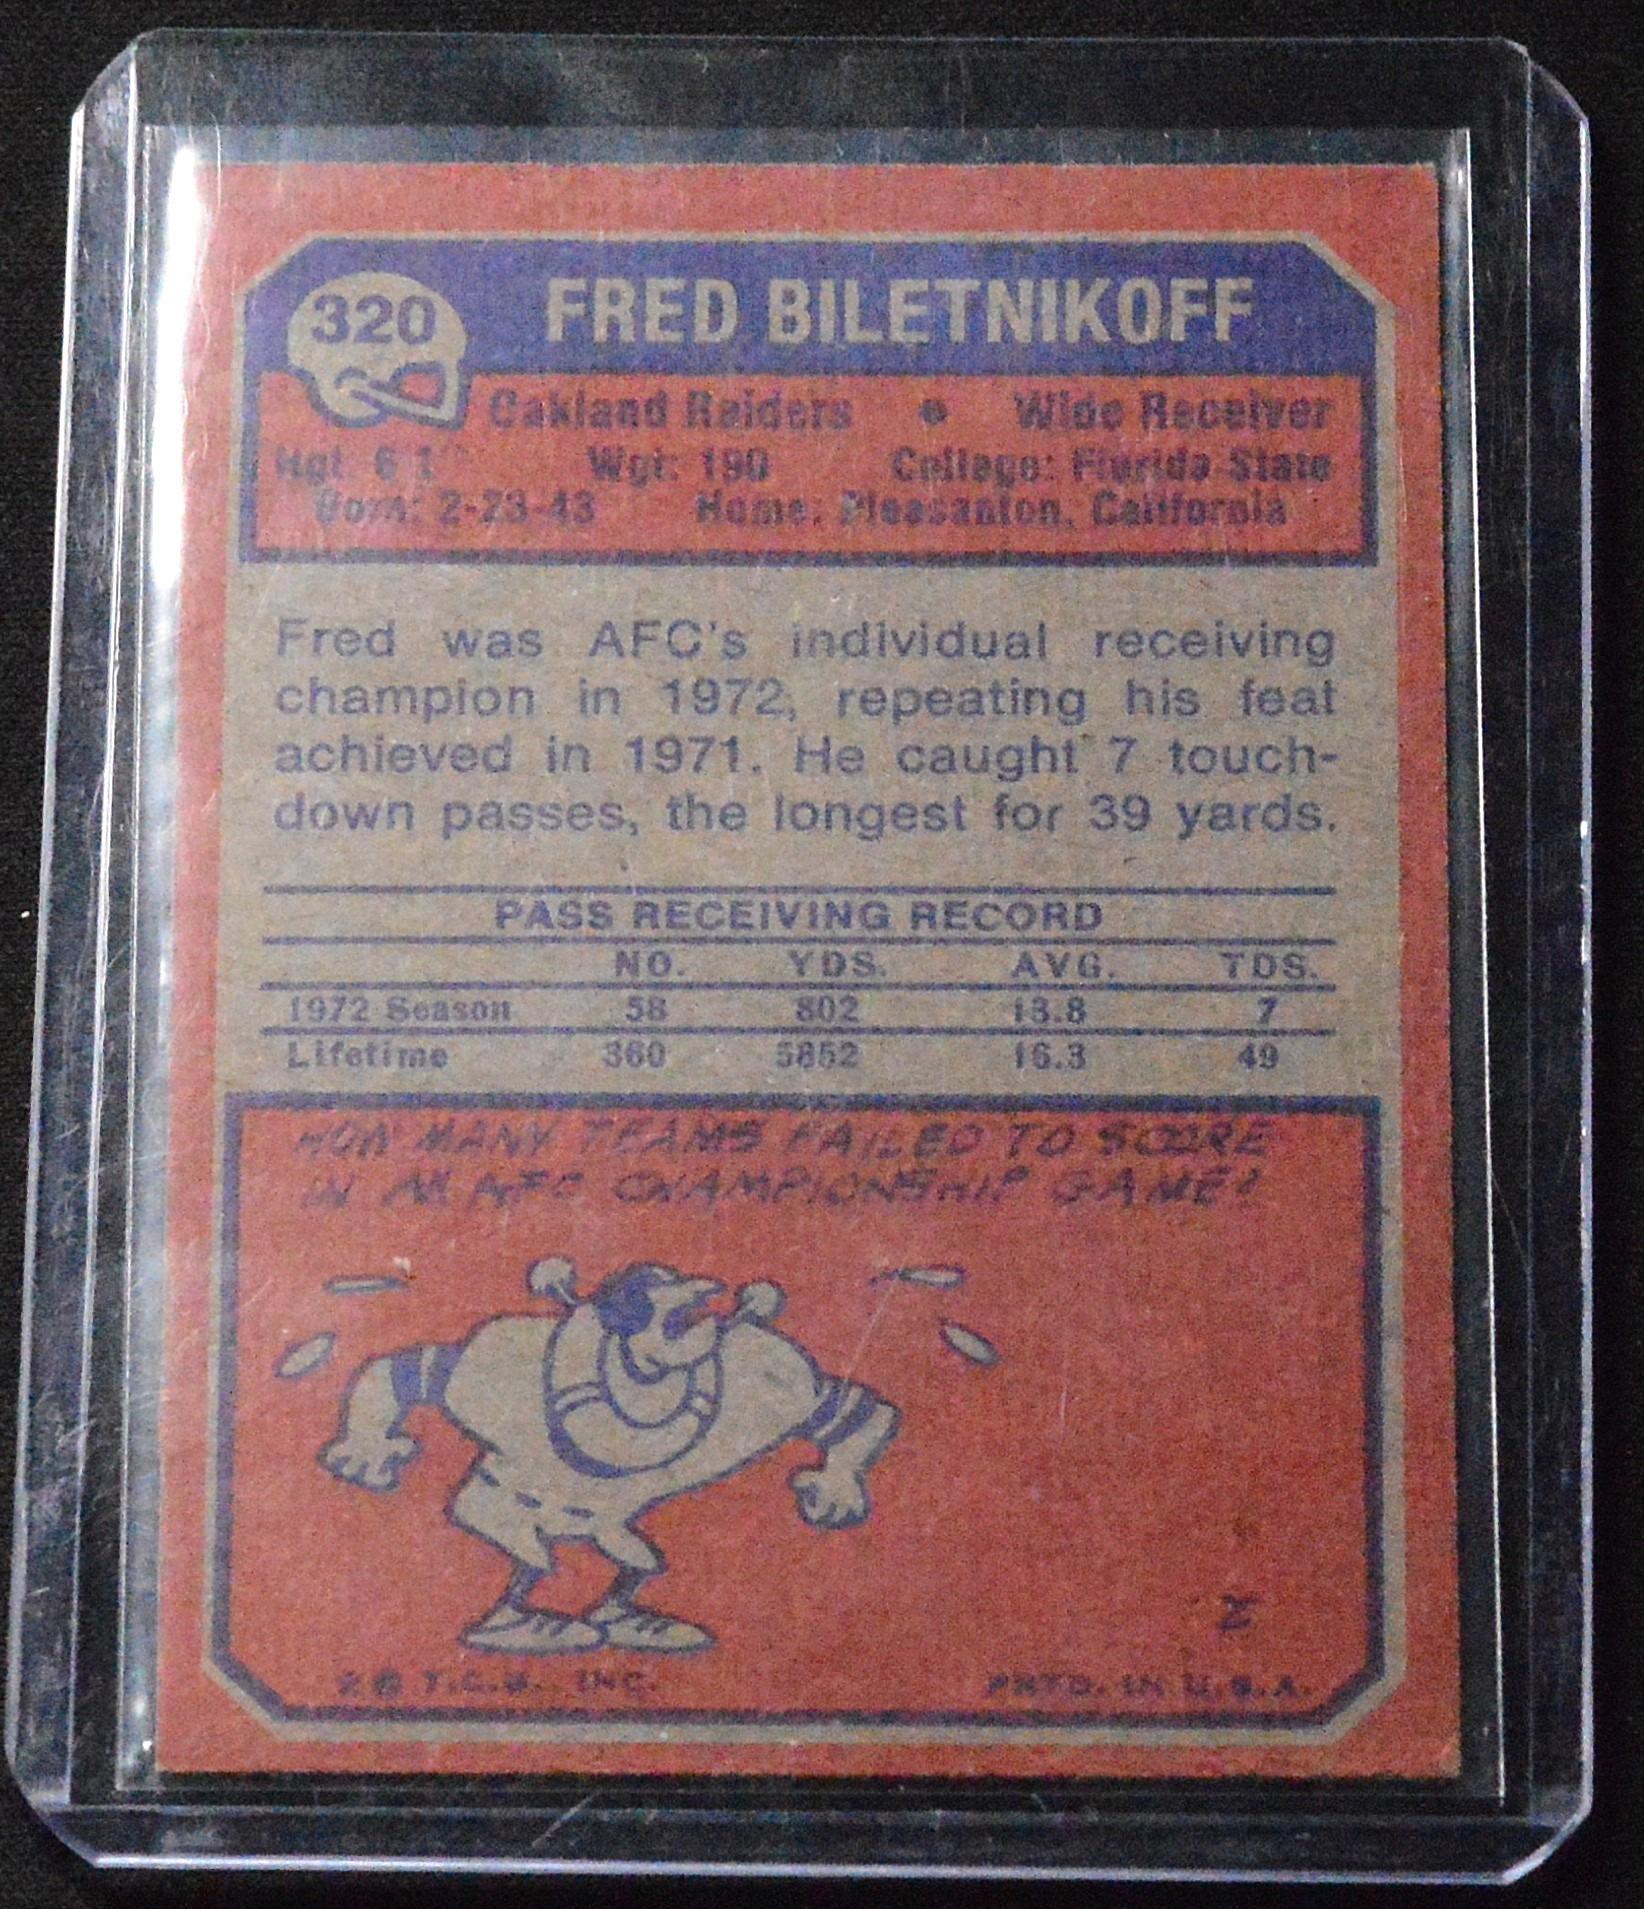 320
FRED BILETNIKOFF
Oakland Raiders • Wide Receiver
Hgt: 6-1 Wgt: 190 College: Florida State
Born: 2-23-43 Home: Pleasanton, California
Fred was AFC's individual receiving
champion in 1972, repeating his feat
achieved in 1971. He caught 7 touch-
down passes, the longest for 39 yards.
PASS RECEIVING RECORD
NO. YDS. AVG. TDS.
1972 Season 58 802 13.8 7
Lifetime 360 5852 16.3 49
HOW MANY TEAMS FAILED TO SCORE
IN AN AFC CHAMPIONSHIP GAME?
© T.C.G., INC. PRTD. IN U.S.A.